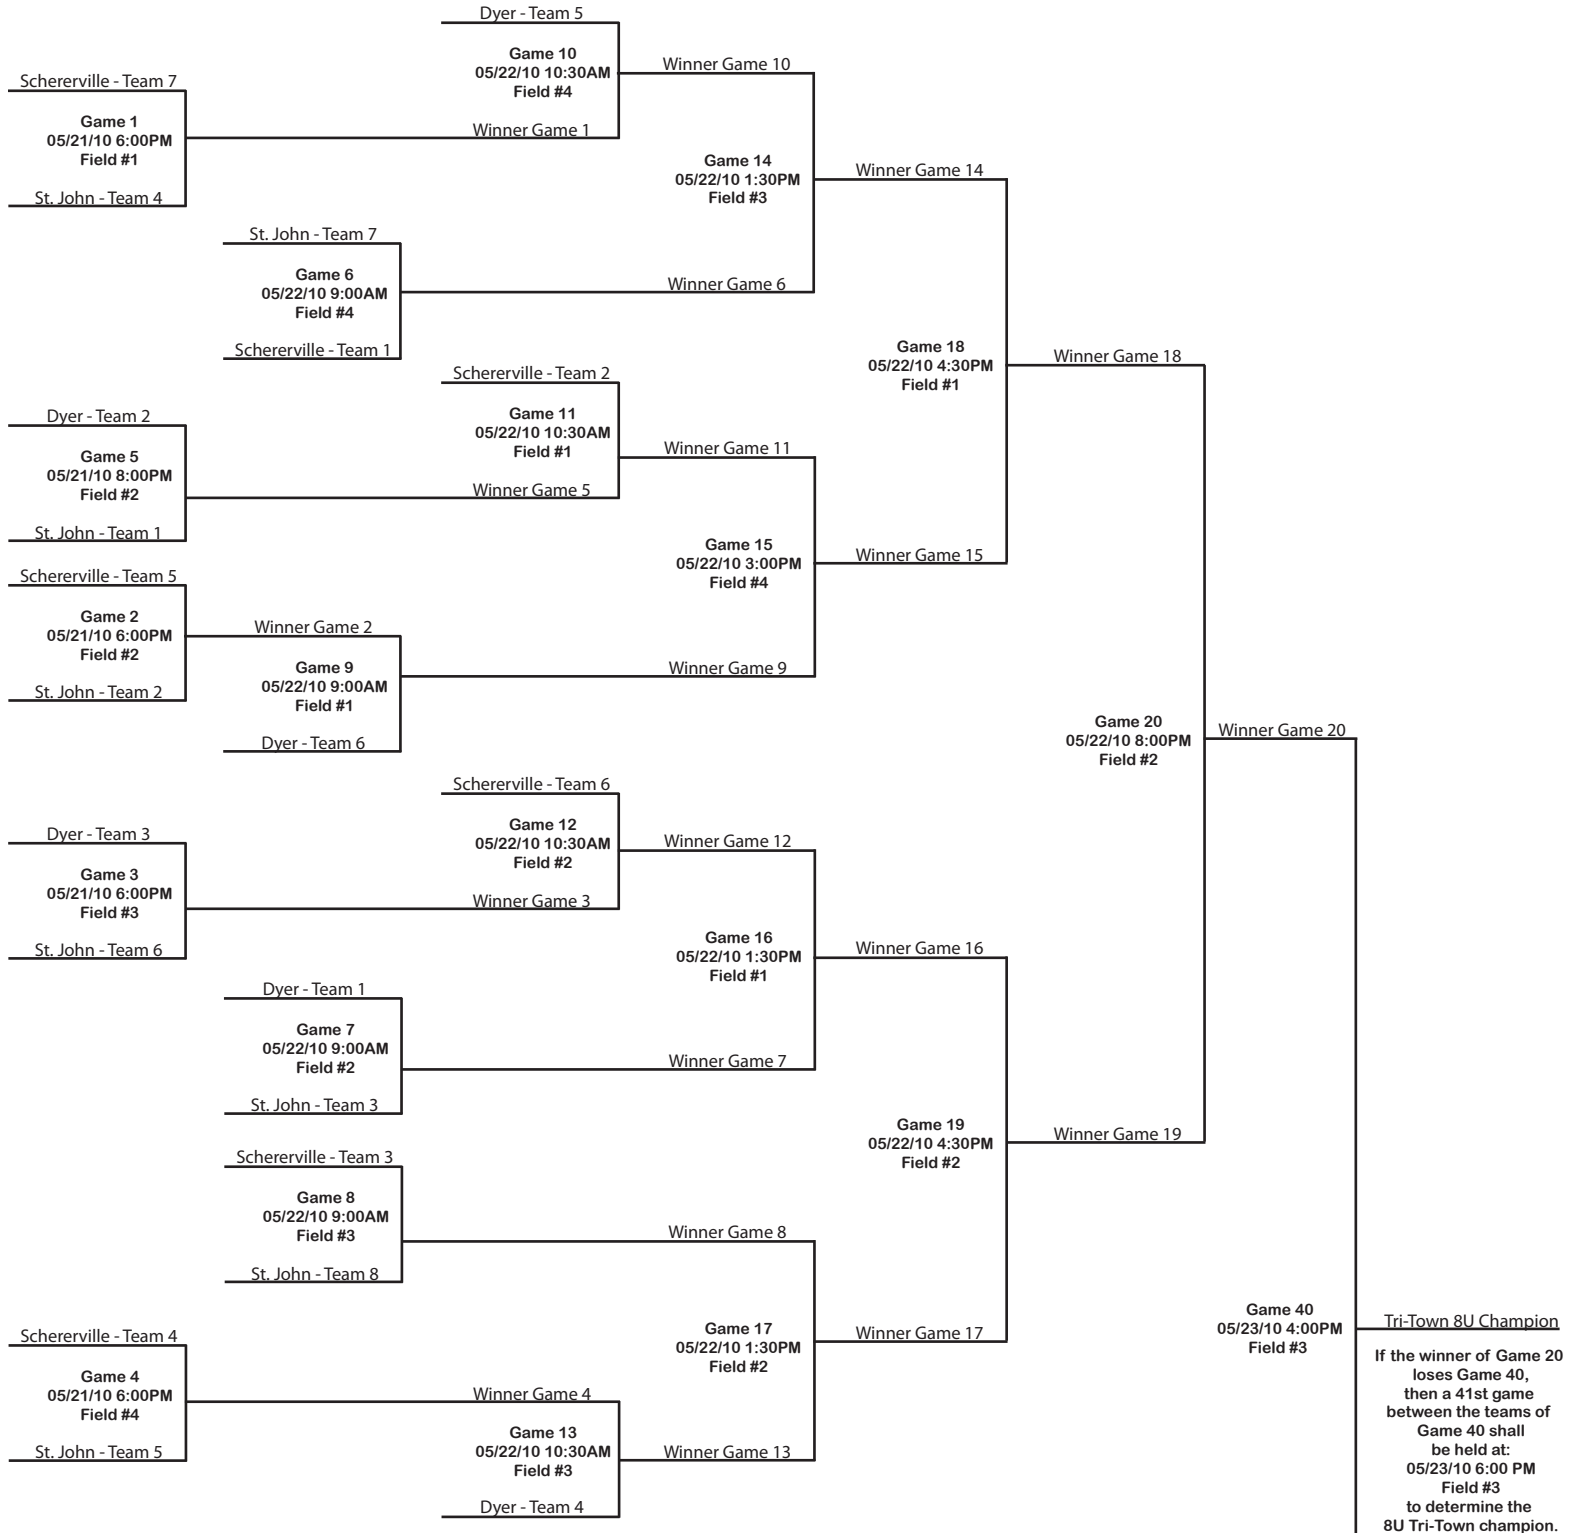 Dyer - Team 5
Game 10
05/22/10 10:30AM
Field #4
Winner Game 10
Schererville - Team 7
Game 1
05/21/10 6:00PM
Field #1
Winner Game 1
St. John - Team 4
Game 14
05/22/10 1:30PM
Field #3
Winner Game 14
St. John - Team 7
Game 6
05/22/10 9:00AM
Field #4
Winner Game 6
Schererville - Team 1
Game 18
05/22/10 4:30PM
Field #1
Winner Game 18
Schererville - Team 2
Game 11
05/22/10 10:30AM
Field #1
Winner Game 11
Dyer - Team 2
Game 5
05/21/10 8:00PM
Field #2
Winner Game 5
St. John - Team 1
Game 15
05/22/10 3:00PM
Field #4
Winner Game 15
Schererville - Team 5
Game 2
05/21/10 6:00PM
Field #2
Winner Game 2
St. John - Team 2
Game 9
05/22/10 9:00AM
Field #1
Winner Game 9
Dyer - Team 6
Game 20
05/22/10 8:00PM
Field #2
Winner Game 20
Schererville - Team 6
Game 12
05/22/10 10:30AM
Field #2
Winner Game 12
Dyer - Team 3
Game 3
05/21/10 6:00PM
Field #3
Winner Game 3
St. John - Team 6
Game 16
05/22/10 1:30PM
Field #1
Winner Game 16
Dyer - Team 1
Game 7
05/22/10 9:00AM
Field #2
Winner Game 7
St. John - Team 3
Game 19
05/22/10 4:30PM
Field #2
Winner Game 19
Schererville - Team 3
Game 8
05/22/10 9:00AM
Field #3
Winner Game 8
St. John - Team 8
Game 17
05/22/10 1:30PM
Field #2
Winner Game 17
Schererville - Team 4
Game 4
05/21/10 6:00PM
Field #4
Winner Game 4
St. John - Team 5
Game 13
05/22/10 10:30AM
Field #3
Winner Game 13
Dyer - Team 4
Game 40
05/23/10 4:00PM
Field #3
Tri-Town 8U Champion
If the winner of Game 20
loses Game 40,
then a 41st game
between the teams of
Game 40 shall
be held at:
05/23/10 6:00 PM
Field #3
to determine the
8U Tri-Town champion.